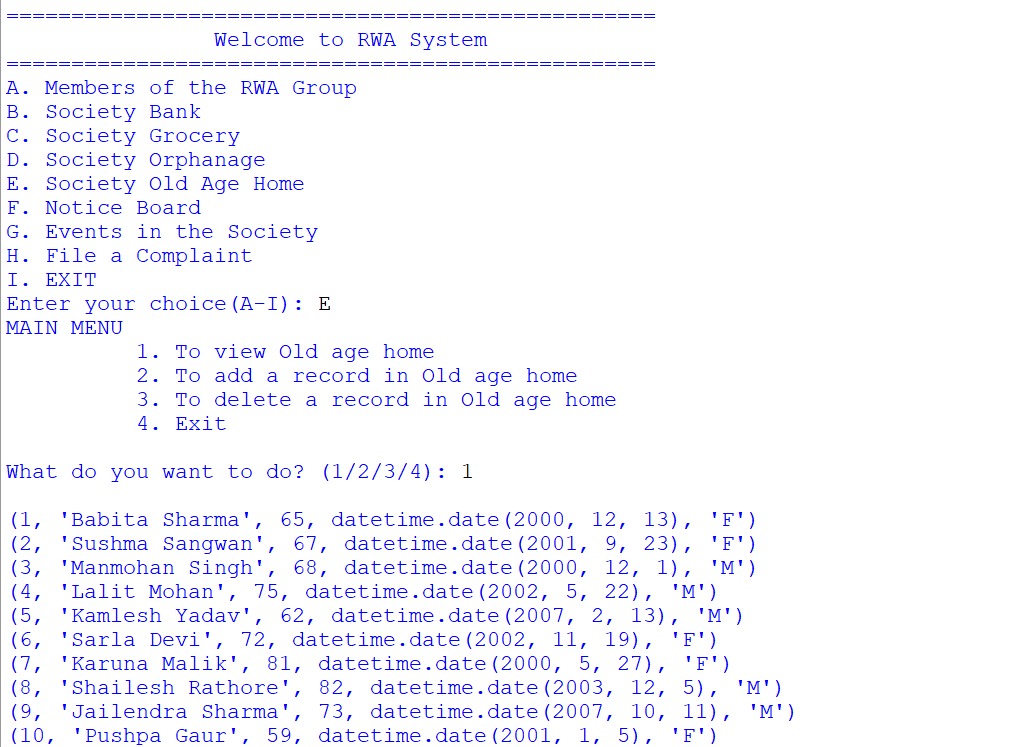 ==================================================
Welcome to RWA System
==================================================
A. Members of the RWA Group
B. Society Bank
C. Society Grocery
D. Society Orphanage
E. Society Old Age Home
F. Notice Board
G. Events in the Society
H. File a Complaint
I. EXIT
Enter your choice(A-I): E
MAIN MENU
1. To view Old age home
2. To add a record in Old age home
3. To delete a record in Old age home
4. Exit
What do you want to do? (1/2/3/4): 1
(1, 'Babita Sharma', 65, datetime.date(2000, 12, 13), 'F')
(2, 'Sushma Sangwan', 67, datetime.date(2001, 9, 23), 'F')
(3, 'Manmohan Singh', 68, datetime.date(2000, 12, 1), 'M')
(4, 'Lalit Mohan', 75, datetime.date(2002, 5, 22), 'M')
(5, 'Kamlesh Yadav', 62, datetime.date(2007, 2, 13), 'M')
(6, 'Sarla Devi', 72, datetime.date(2002, 11, 19), 'F')
(7, 'Karuna Malik', 81, datetime.date(2000, 5, 27), 'F')
(8, 'Shailesh Rathore', 82, datetime.date(2003, 12, 5), 'M')
(9, 'Jailendra Sharma', 73, datetime.date(2007, 10, 11), 'M')
(10, 'Pushpa Gaur', 59, datetime.date(2001, 1, 5), 'F')